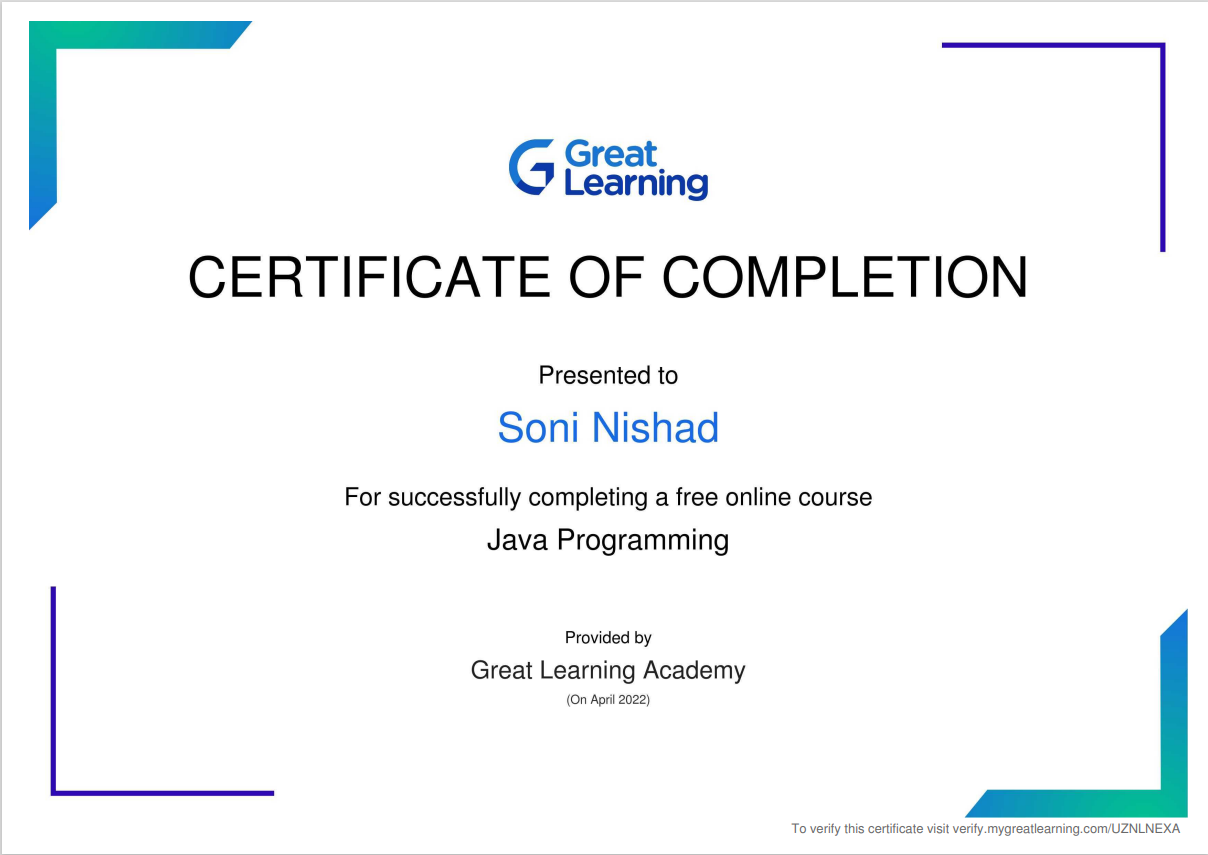 Great
Learning
CERTIFICATE OF COMPLETION
Presented to
Soni Nishad
For successfully completing a free online course
Java Programming
Provided by
Great Learning Academy
(On April 2022)
To verify this certificate visit verify.mygreatlearning.com/UZNLNEXA